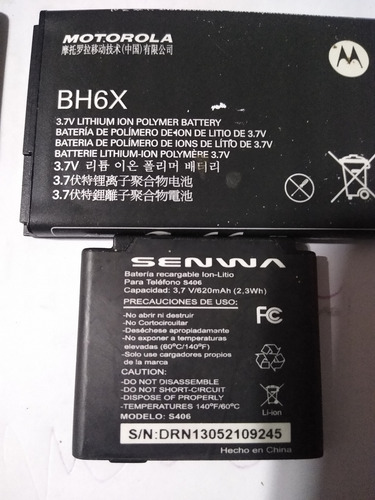 MOTOROLA
摩托罗拉移动技术(中国)有限公司
BH6X
3.7V LITHIUM ION POLYMER BATTERY
BATERÍA DE POLÍMERO DE ION DE LITIO DE 3.7V
BATERIA DE POLÍMERO DE IONS DE LÍTIO DE 3.7V
BATTERIE LITHIUM-ION POLYMÈRE 3.7V
3.7V 리튬 이온 폴리머 배터리
3.7伏特锂离子聚合物电池
3.7伏特鋰離子聚合物電池
SENWA
Batería recargable Ion-Litio
Para Teléfono S406
Capacidad: 3,7 V/620mAh (2,3Wh)
PRECAUCIONES DE USO:
-No abrir ni destruir
-No Cortocircuitar
-Deséchese apropiadamente
-No exponer a temperaturas
elevadas (60ºC/140ºF)
-Solo use cargadores propios
de la marca
FC
CAUTION:
-DO NOT DISASSEMBLE
-DO NOT SHORT-CIRCUIT
-DISPOSE OF PROPERLY
-TEMPERATURES 140ºF/60ºC
MODELO: S406
Li-ion
S/N:DRN13052109245
Hecho en China